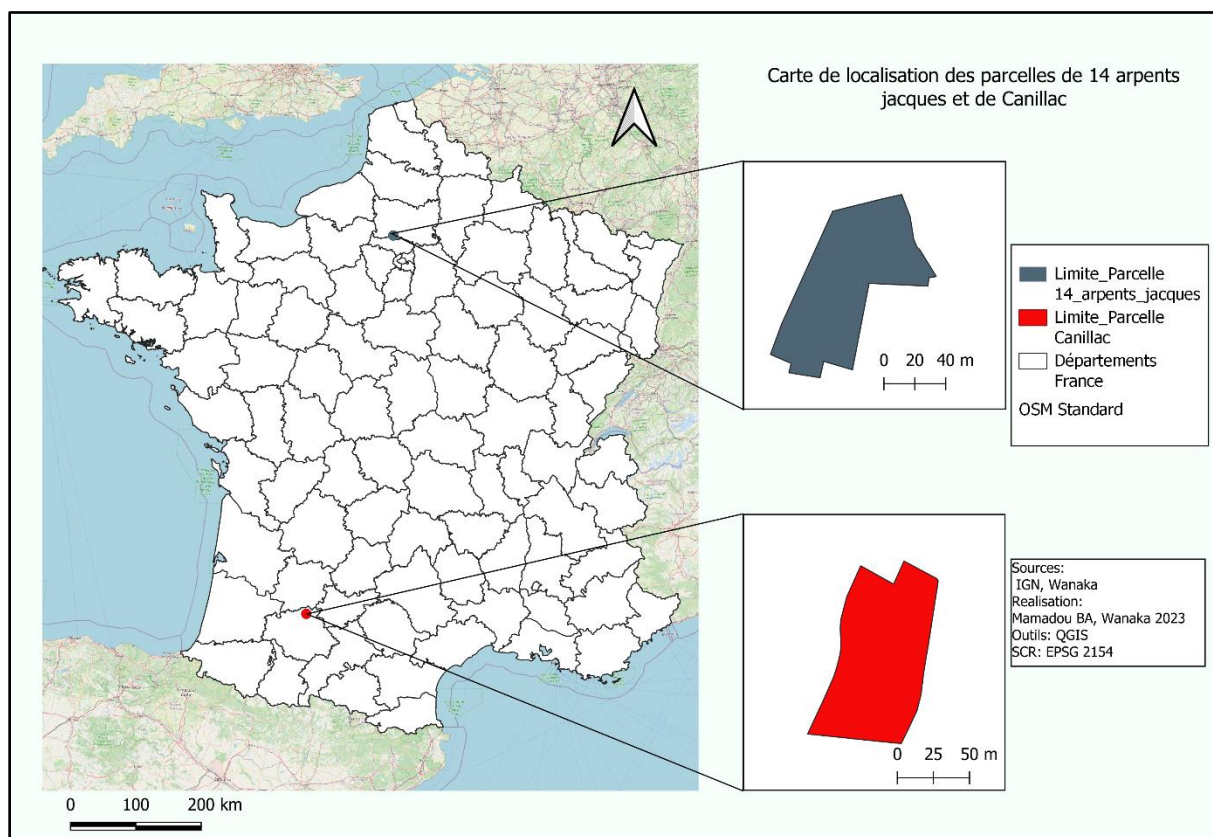 Carte de localisation des parcelles de 14 arpents
jacques et de Canillac
Limite_Parcelle
14_arpents_jacques
Limite_Parcelle
Canillac
Départements
France
OSM Standard
0 20 40 m
Sources:
IGN, Wanaka
Realisation:
Mamadou BA, Wanaka 2023
Outils: QGIS
SCR: EPSG 2154
0 25 50 m
0 100 200 km